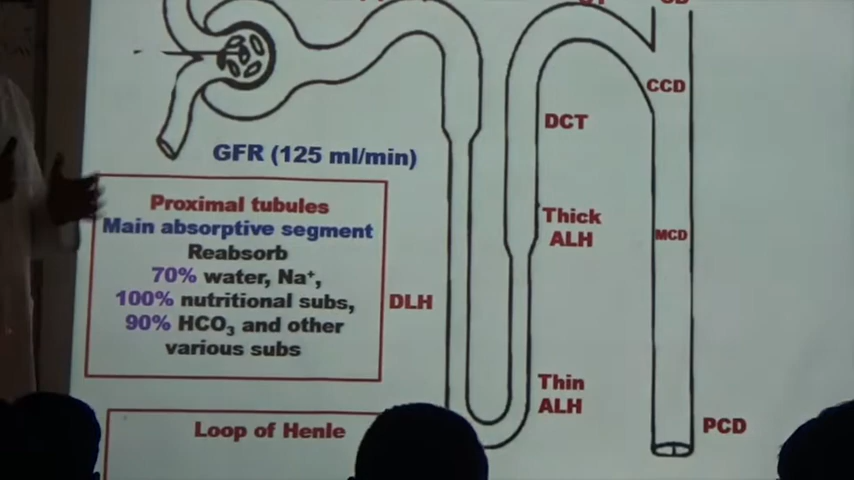 CCD
DCT
GFR (125 ml/min)
Proximal tubules
Main absorptive segment
Reabsorb
70% water, Na⁺,
100% nutritional subs,
90% HCO₃ and other
various subs
Thick
ALH
MCD
DLH
Thin
ALH
PCD
Loop of Henle